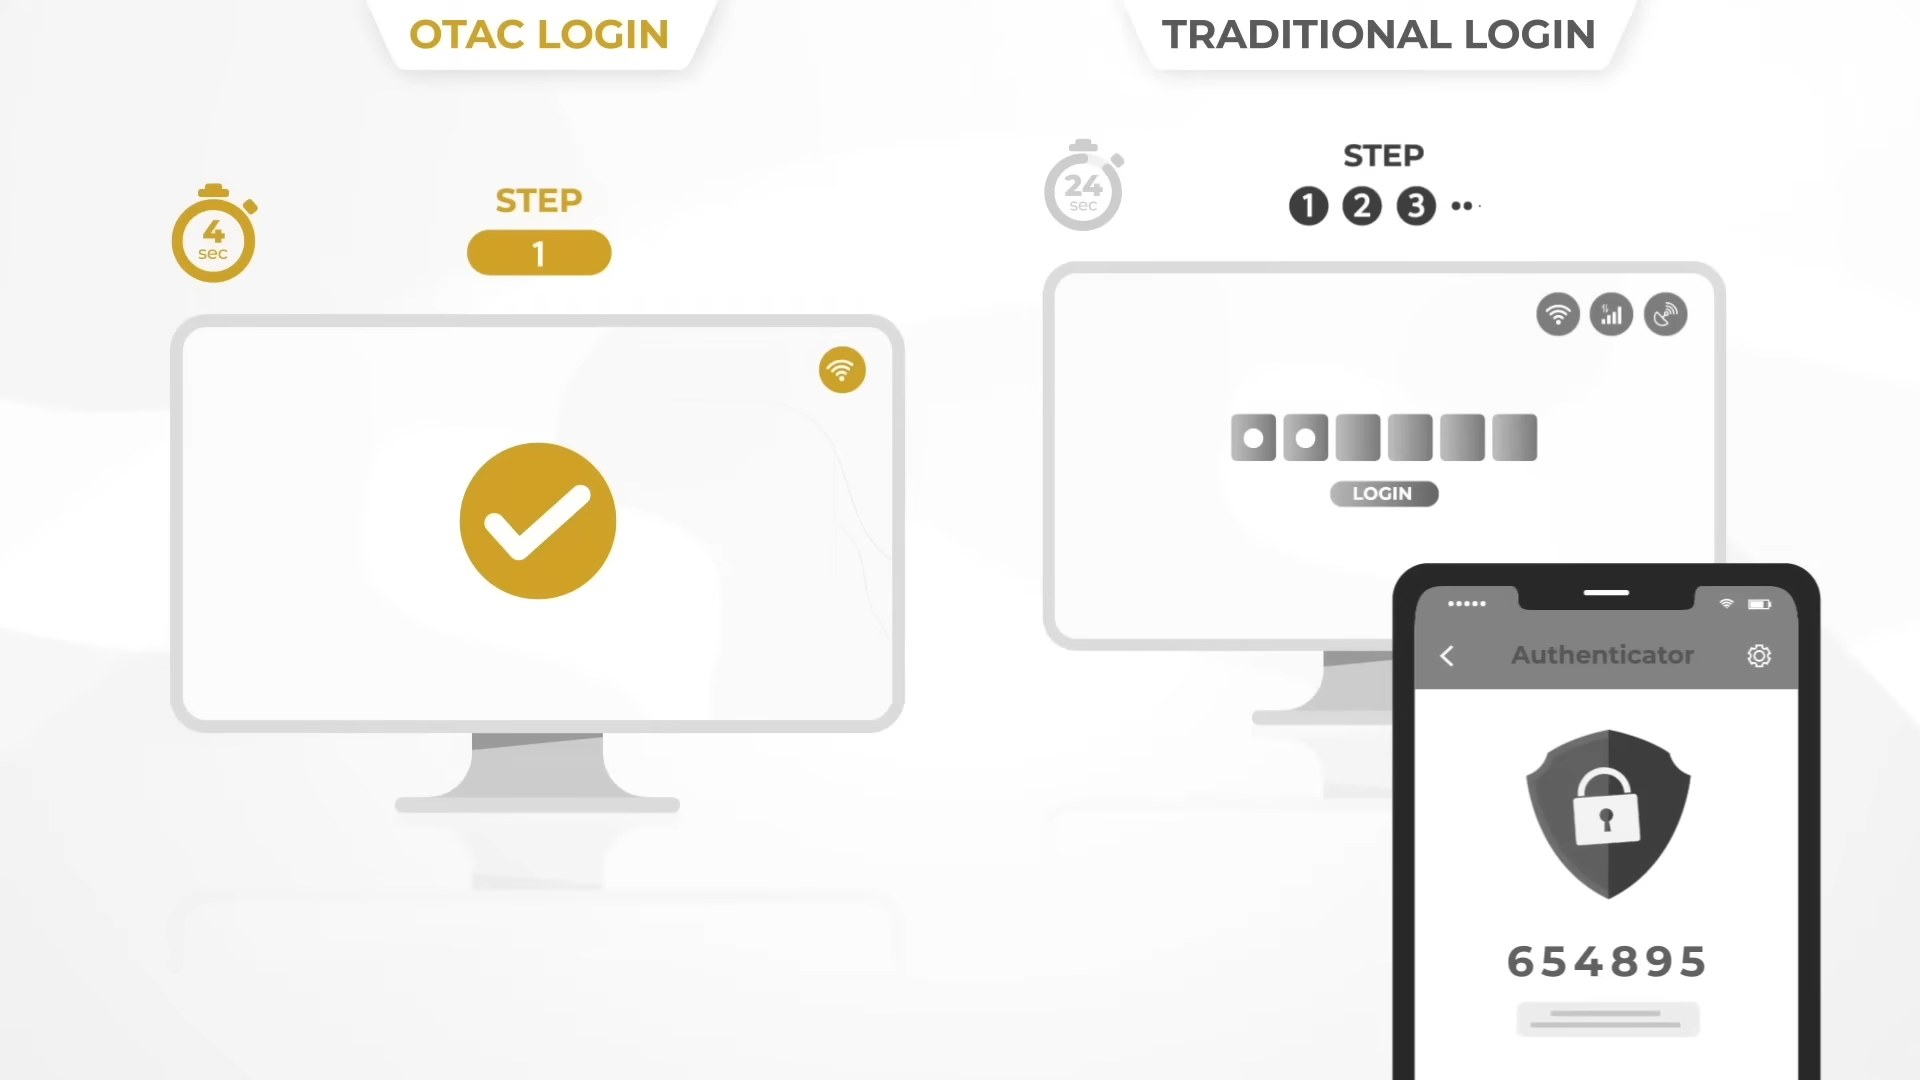 OTAC LOGIN
4
sec
STEP
1
TRADITIONAL LOGIN
24
sec
STEP
1 2 3
LOGIN
Authenticator
654895